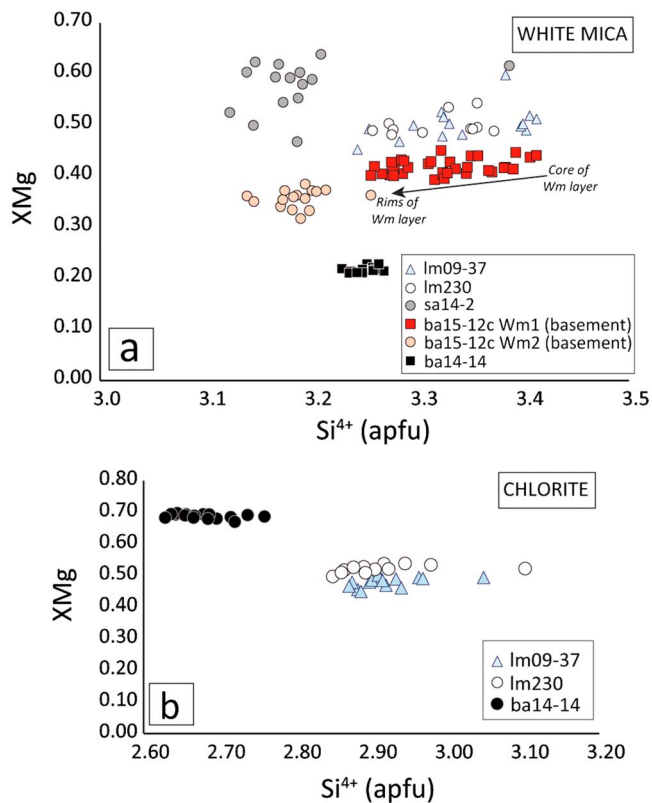 0.70
WHITE MICA
0.60
0.50
0.40
0.30
0.20
0.10
0.00
XMg
Core of
Wm layer
Rims of
Wm layer
lm09-37
lm230
sa14-2
ba15-12c Wm1 (basement)
ba15-12c Wm2 (basement)
ba14-14
a
3.0 3.1 3.2 3.3 3.4 3.5
Si4+ (apfu)
0.80
CHLORITE
0.70
0.60
0.50
0.40
0.30
0.20
0.10
0.00
XMg
lm09-37
lm230
ba14-14
b
2.60 2.70 2.80 2.90 3.00 3.10 3.20
Si4+ (apfu)